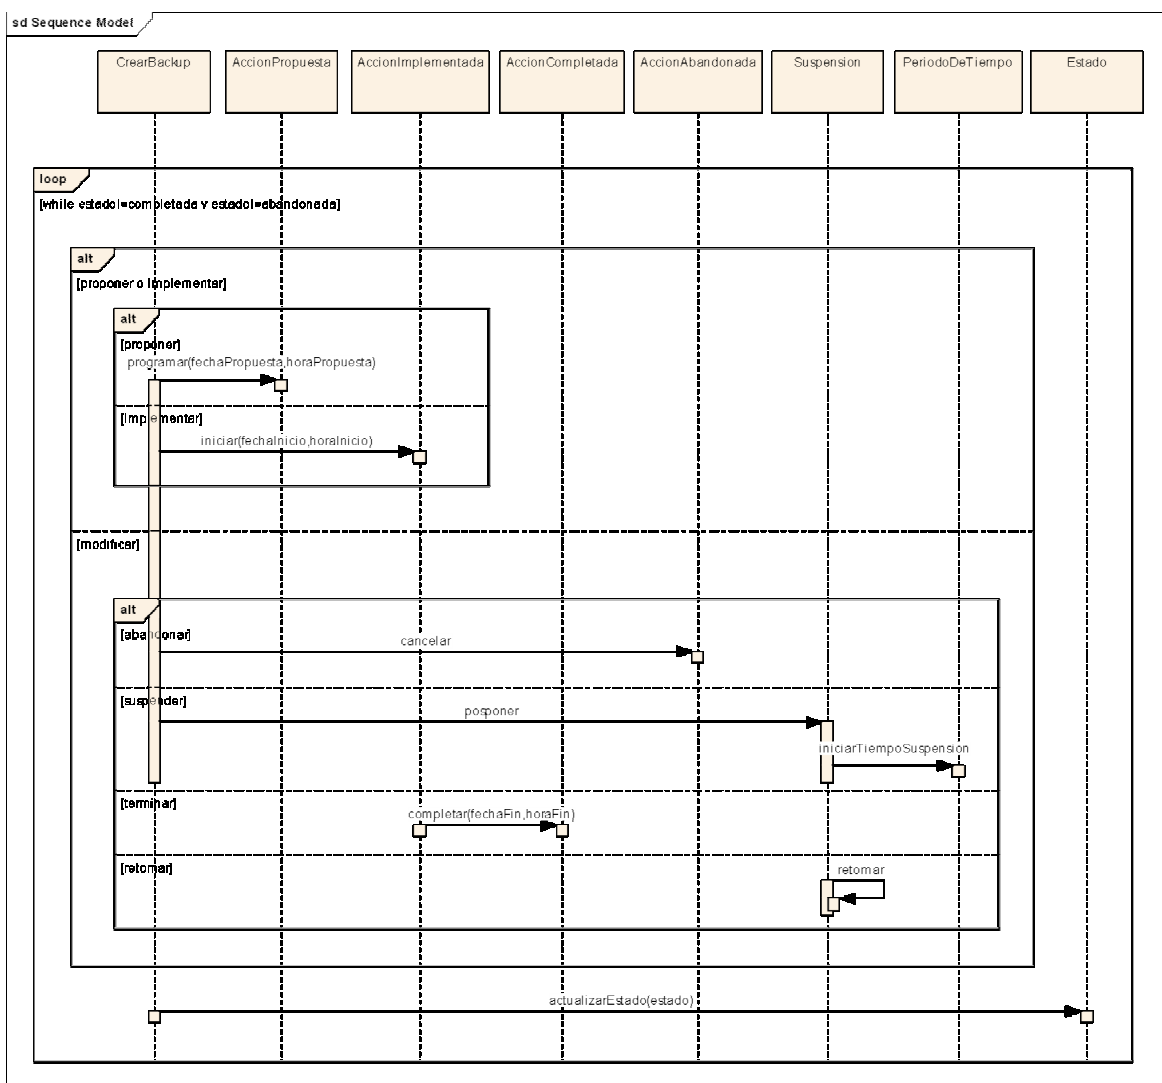 sd Sequence Model
CrearBackup
AccionPropuesta
AccionImplementada
AccionCompletada
AccionAbandonada
Suspension
PeriodoDeTiempo
Estado
loop
[while estado!=completada y estado!=abandonada]
alt
[proponer o implementar]
alt
[proponer]
programar(fechaPropuesta,horaPropuesta)
[implementar]
iniciar(fechaInicio,horaInicio)
[modificar]
alt
[abandonar]
cancelar
[suspender]
posponer
iniciarTiempoSuspension
[terminar]
completar(fechaFin,horaFin)
[retomar]
retomar
actualizarEstado(estado)